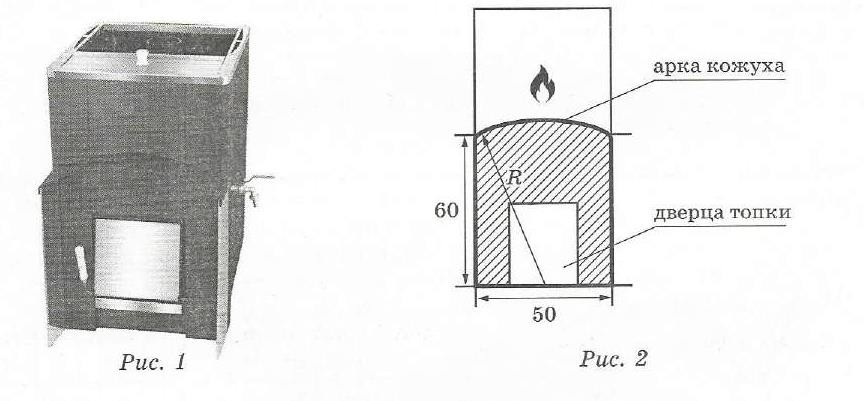 арка кожуха
R
60
дверца топки
50
Рис. 1
Рис. 2